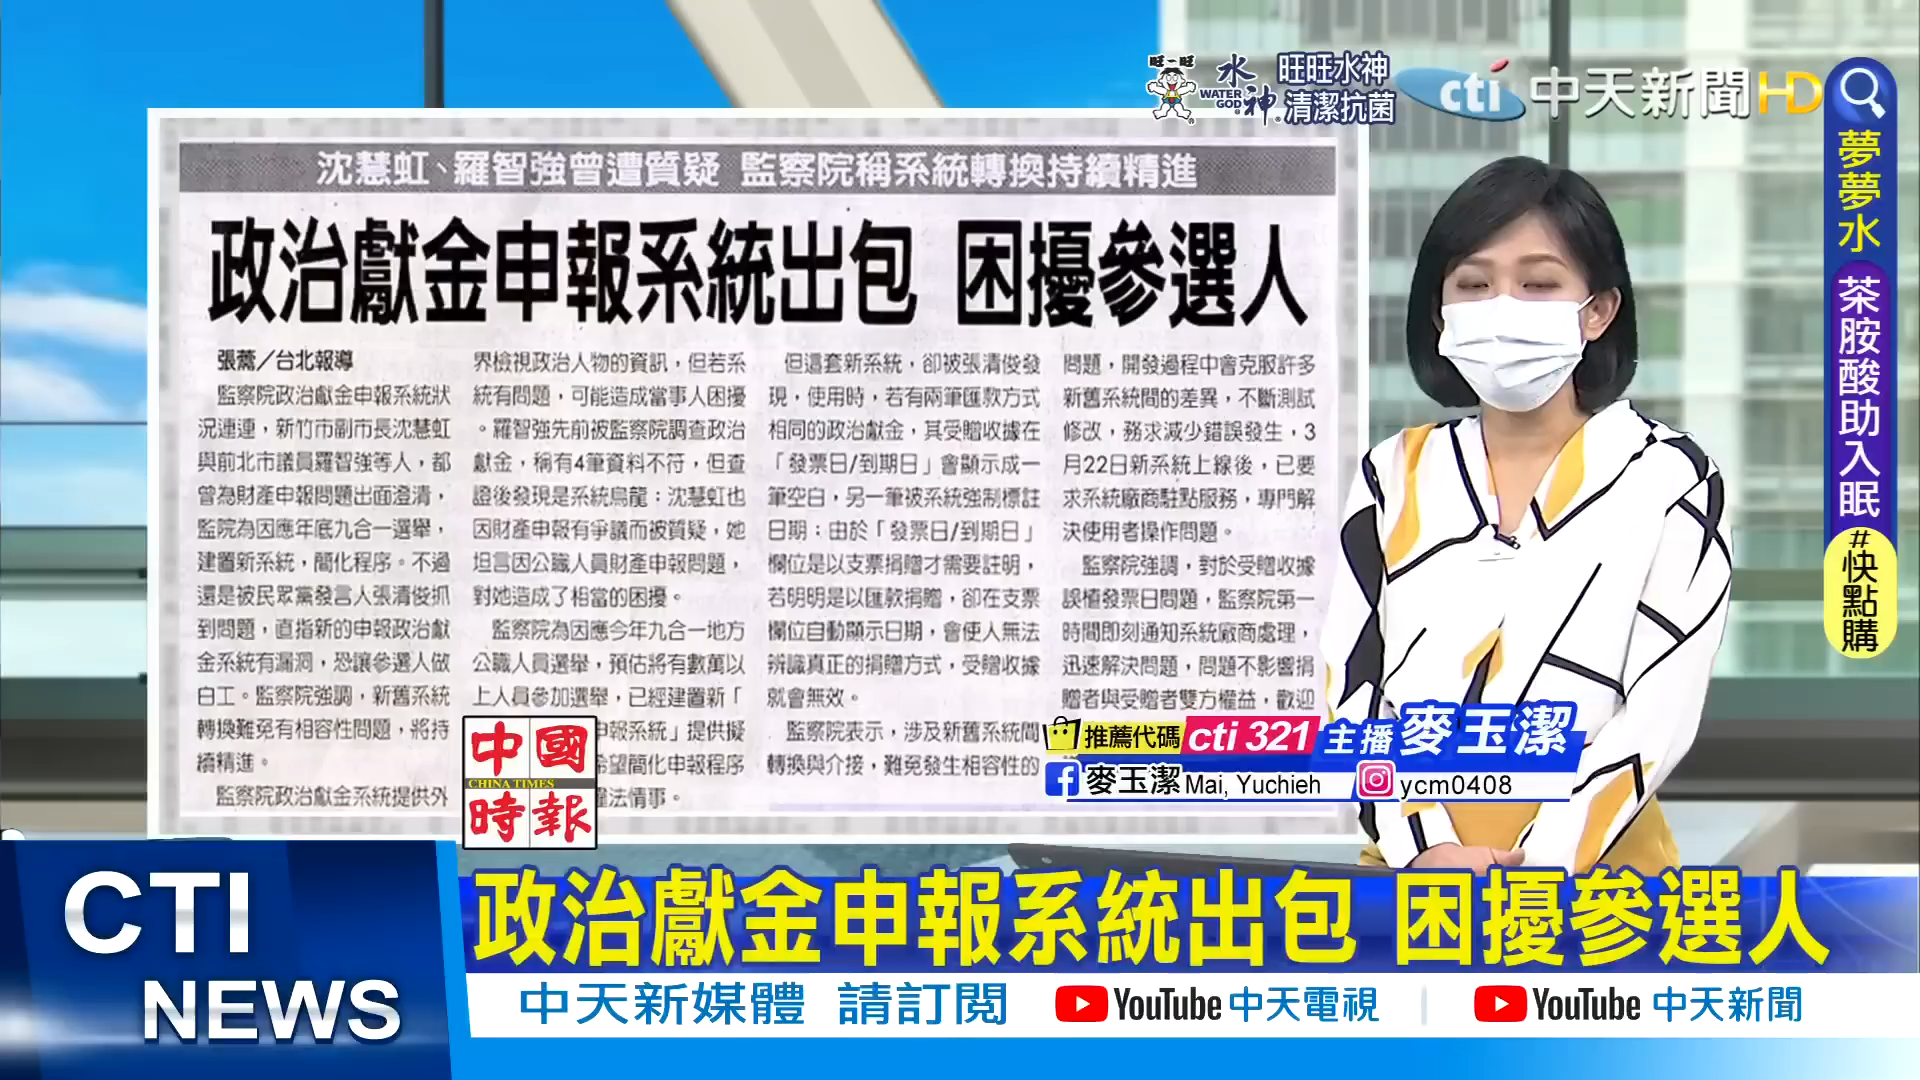 旺一旺
水神
WATER GOD
旺旺水神
清潔抗菌
cti 中天新聞HD
夢夢水
茶胺酸助入眠
#快點購
沈慧虹、羅智強曾遭質疑 監察院稱系統轉換持續精進
政治獻金申報系統出包 困擾參選人
張薷／台北報導
監察院政治獻金申報系統狀
況連連，新竹市副市長沈慧虹
與前北市議員羅智強等人，都
曾為財產申報問題出面澄清，
監院為因應年底九合一選舉，
建置新系統，簡化程序。不過
還是被民眾黨發言人張清俊抓
到問題，直指新的申報政治獻
金系統有漏洞，恐讓參選人做
白工。監察院強調，新舊系統
轉換難免有相容性問題，將持
續精進。
監察院政治獻金系統提供外
界檢視政治人物的資訊，但若系
統有問題，可能造成當事人困擾
。羅智強先前被監察院調查政治
獻金，稱有4筆資料不符，但查
證後發現是系統烏龍；沈慧虹也
因財產申報有爭議而被質疑，她
坦言因公職人員財產申報問題，
對她造成了相當的困擾。
監察院為因應今年九合一地方
公職人員選舉，預估將有數萬以
上人員參加選舉，已經建置新「
申報系統」提供擬
希望簡化申報程序
違法情事。
但這套新系統，卻被張清俊發
現，使用時，若有兩筆匯款方式
相同的政治獻金，其受贈收據在
「發票日/到期日」會顯示成一
筆空白，另一筆被系統強制標註
日期；由於「發票日/到期日」
欄位是以支票捐贈才需要註明，
若明明是以匯款捐贈，卻在支票
欄位自動顯示日期，會使人無法
辨識真正的捐贈方式，受贈收據
就會無效。
監察院表示，涉及新舊系統間
轉換與介接，難免發生相容性的
問題，開發過程中會克服許多
新舊系統間的差異，不斷測試
修改，務求減少錯誤發生，3
月22日新系統上線後，已要
求系統廠商駐點服務，專門解
決使用者操作問題。
監察院強調，對於受贈收據
誤植發票日問題，監察院第一
時間即刻通知系統廠商處理，
迅速解決問題，問題不影響捐
贈者與受贈者雙方權益，歡迎
中國時報
CHINA TIMES
推薦代碼 cti 321 主播 麥玉潔
麥玉潔 Mai, Yuchieh ycm0408
CTI NEWS
政治獻金申報系統出包 困擾參選人
中天新媒體 請訂閱 YouTube 中天電視 YouTube 中天新聞